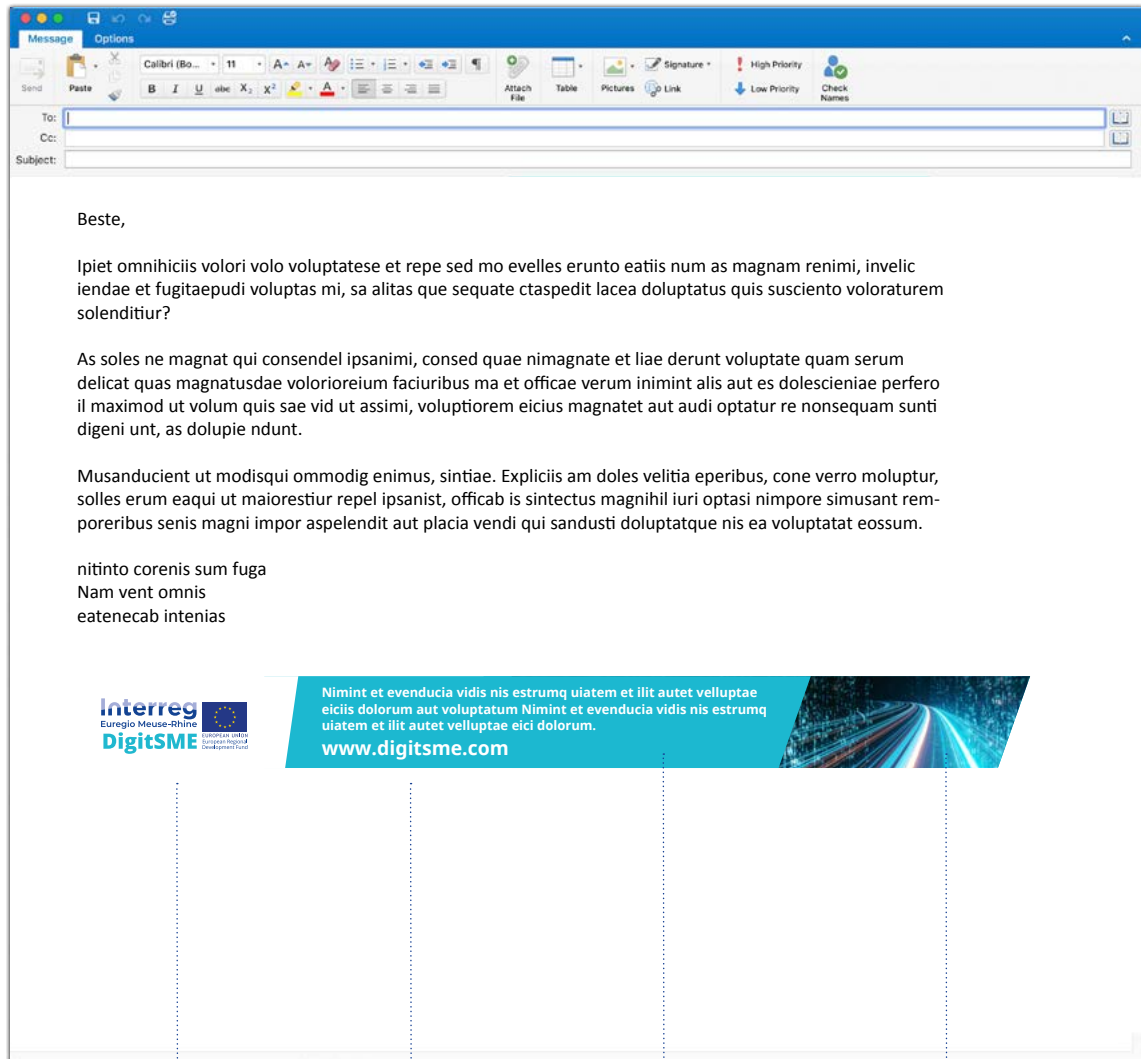 Message Options
Calibri (Bo... 11 A A
Send Paste B I U abc X₂ X² A Attach File Table Pictures Signature Link High Priority Low Priority Check Names
To:
Cc:
Subject:
Beste,
Ipiet omnihiciis volori volo voluptatese et repe sed mo evelles erunto eatiis num as magnam renimi, invelic
iendae et fugitaepudi voluptas mi, sa alitas que sequate ctaspedit lacea doluptatus quis susciento voloraturem
solenditiur?
As soles ne magnat qui consendel ipsanimi, consed quae nimagnate et liae derunt voluptate quam serum
delicat quas magnatusdae volorioreium faciuribus ma et officae verum inimint alis aut es dolescieniae perfero
il maximod ut volum quis sae vid ut assimi, voluptiorem eicius magnatet aut audi optatur re nonsequam sunti
digeni unt, as dolupie ndunt.
Musanducient ut modisqui ommodig enimus, sintiae. Expliciis am doles velitia eperibus, cone verro moluptur,
solles erum eaqui ut maiorestiur repel ipsanist, officab is sintectus magnihil iuri optasi nimpore simusant rem-
poreribus senis magni impor aspelendit aut placia vendi qui sandusti doluptatque nis ea voluptatat eossum.
nitinto corenis sum fuga
Nam vent omnis
eatenecab intenias
Interreg
Euregio Meuse-Rhine
DigitSME
EUROPEAN UNION
European Regional
Development Fund
Nimint et evenducia vidis nis estrumq uiatem et ilit autet velluptae
eiciis dolorum aut voluptatum Nimint et evenducia vidis nis estrumq
uiatem et ilit autet velluptae eici dolorum.
www.digitsme.com